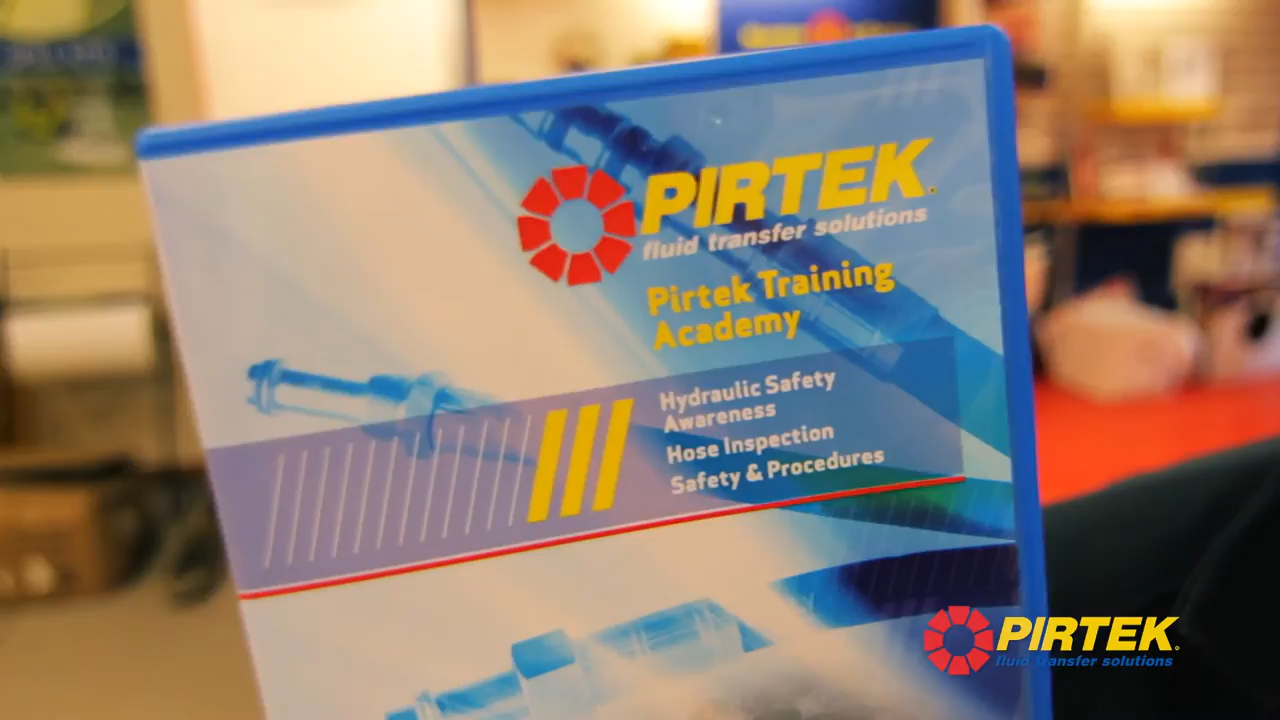 PIRTEK
fluid transfer solutions
Pirtek Training
Academy
Hydraulic Safety
Awareness
Hose Inspection
Safety & Procedures
PIRTEK
fluid transfer solutions